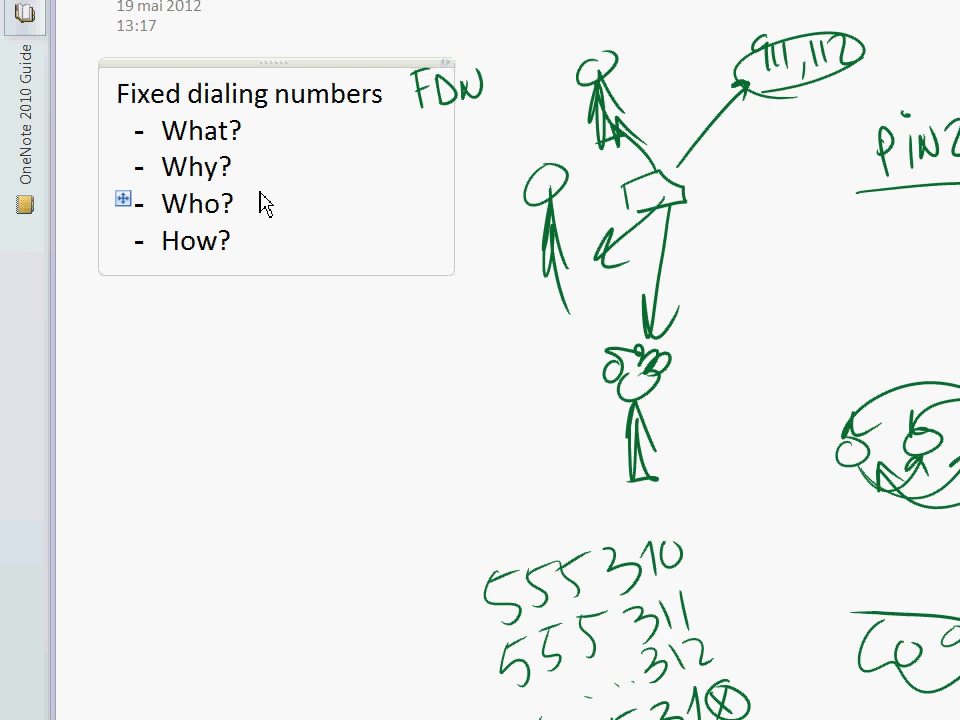 19 mai 2012
13:17
OneNote 2010 Guide
Fixed dialing numbers
- What?
- Why?
- Who?
- How?
FDN
911, 112
PIN2
555 310
555 311
... 312
31X